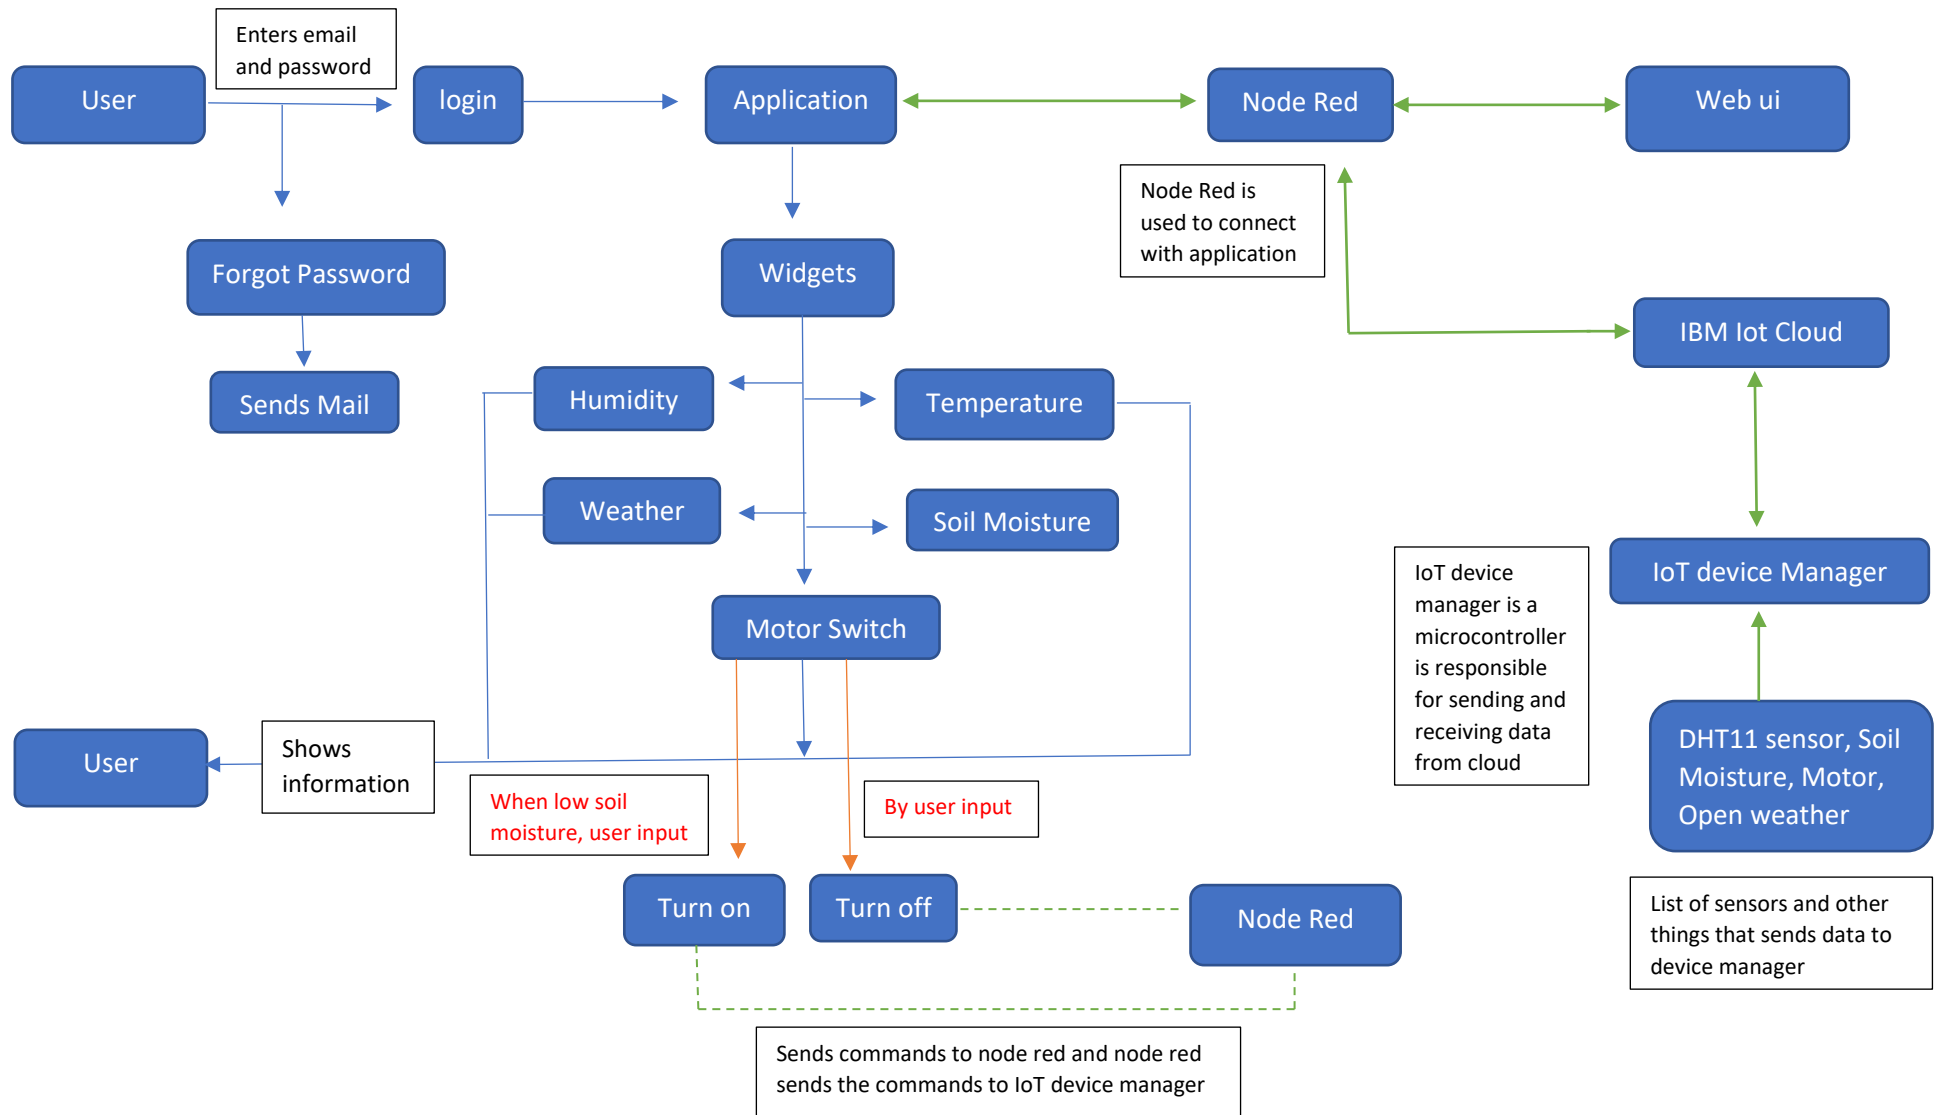 Enters email
and password
User
login
Application
Node Red
Web ui
Node Red is
used to connect
with application
Forgot Password
Widgets
IBM Iot Cloud
Sends Mail
Humidity
Temperature
Weather
Soil Moisture
IoT device
manager is a
microcontroller
is responsible
for sending and
receiving data
from cloud
IoT device Manager
Motor Switch
User
Shows
information
When low soil
moisture, user input
By user input
DHT11 sensor, Soil
Moisture, Motor,
Open weather
Turn on
Turn off
Node Red
List of sensors and other
things that sends data to
device manager
Sends commands to node red and node red
sends the commands to IoT device manager